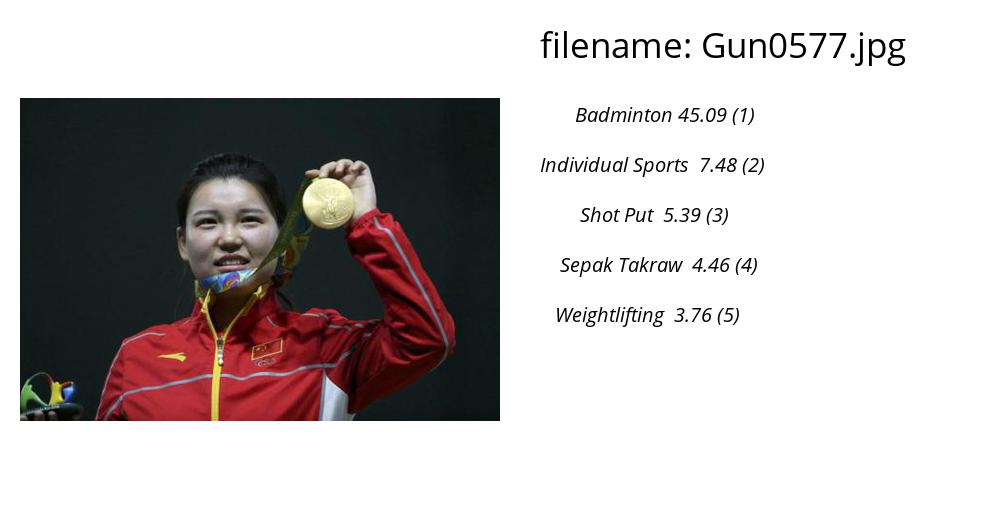 filename: Gun0577.jpg
Badminton 45.09 (1)
Individual Sports 7.48 (2)
Shot Put 5.39 (3)
Sepak Takraw 4.46 (4)
Weightlifting 3.76 (5)